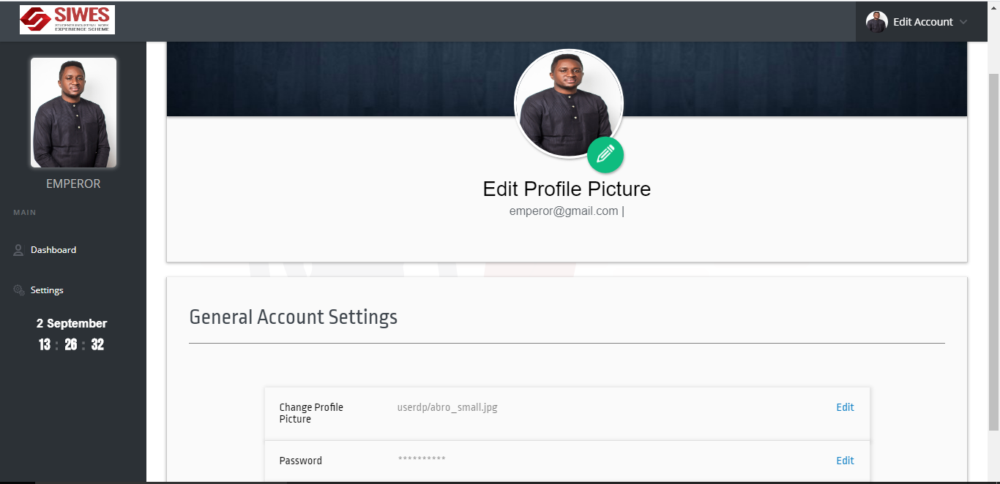 SIWES
STUDENTS INDUSTRIAL WORK
EXPERIENCE SCHEME
Edit Account
EMPEROR
MAIN
Dashboard
Settings
2 September
13 : 26 : 32
Edit Profile Picture
emperor@gmail.com |
General Account Settings
Change Profile
Picture
userdp/abro_small.jpg
Edit
Password
**********
Edit